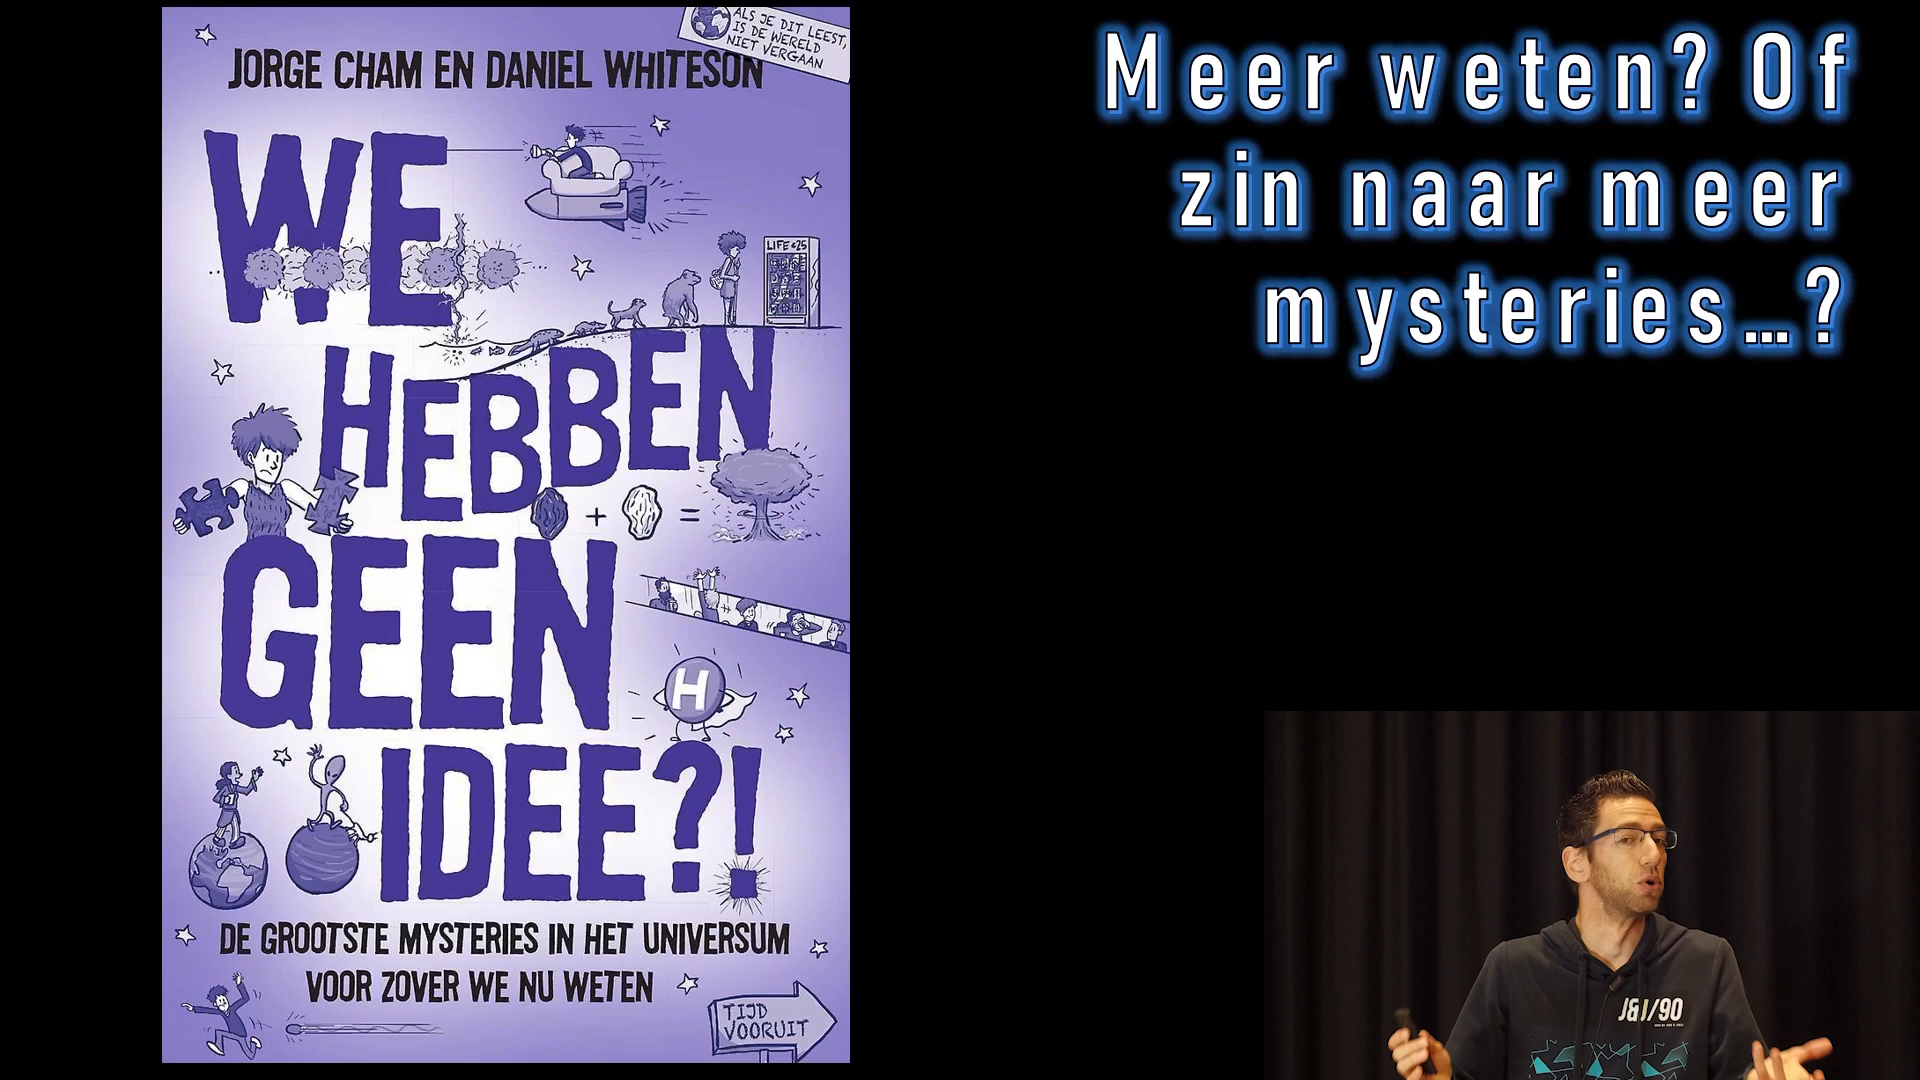 ALS JE DIT LEEST,
IS DE WERELD
NIET VERGAAN
JORGE CHAM EN DANIEL WHITESON
WE
LIFE €25
HEBBEN
+ =
GEEN
H
IDEE?!
DE GROOTSTE MYSTERIES IN HET UNIVERSUM
VOOR ZOVER WE NU WETEN
TIJD
VOORUIT
Meer weten? Of
zin naar meer
mysteries...?
J&J/90